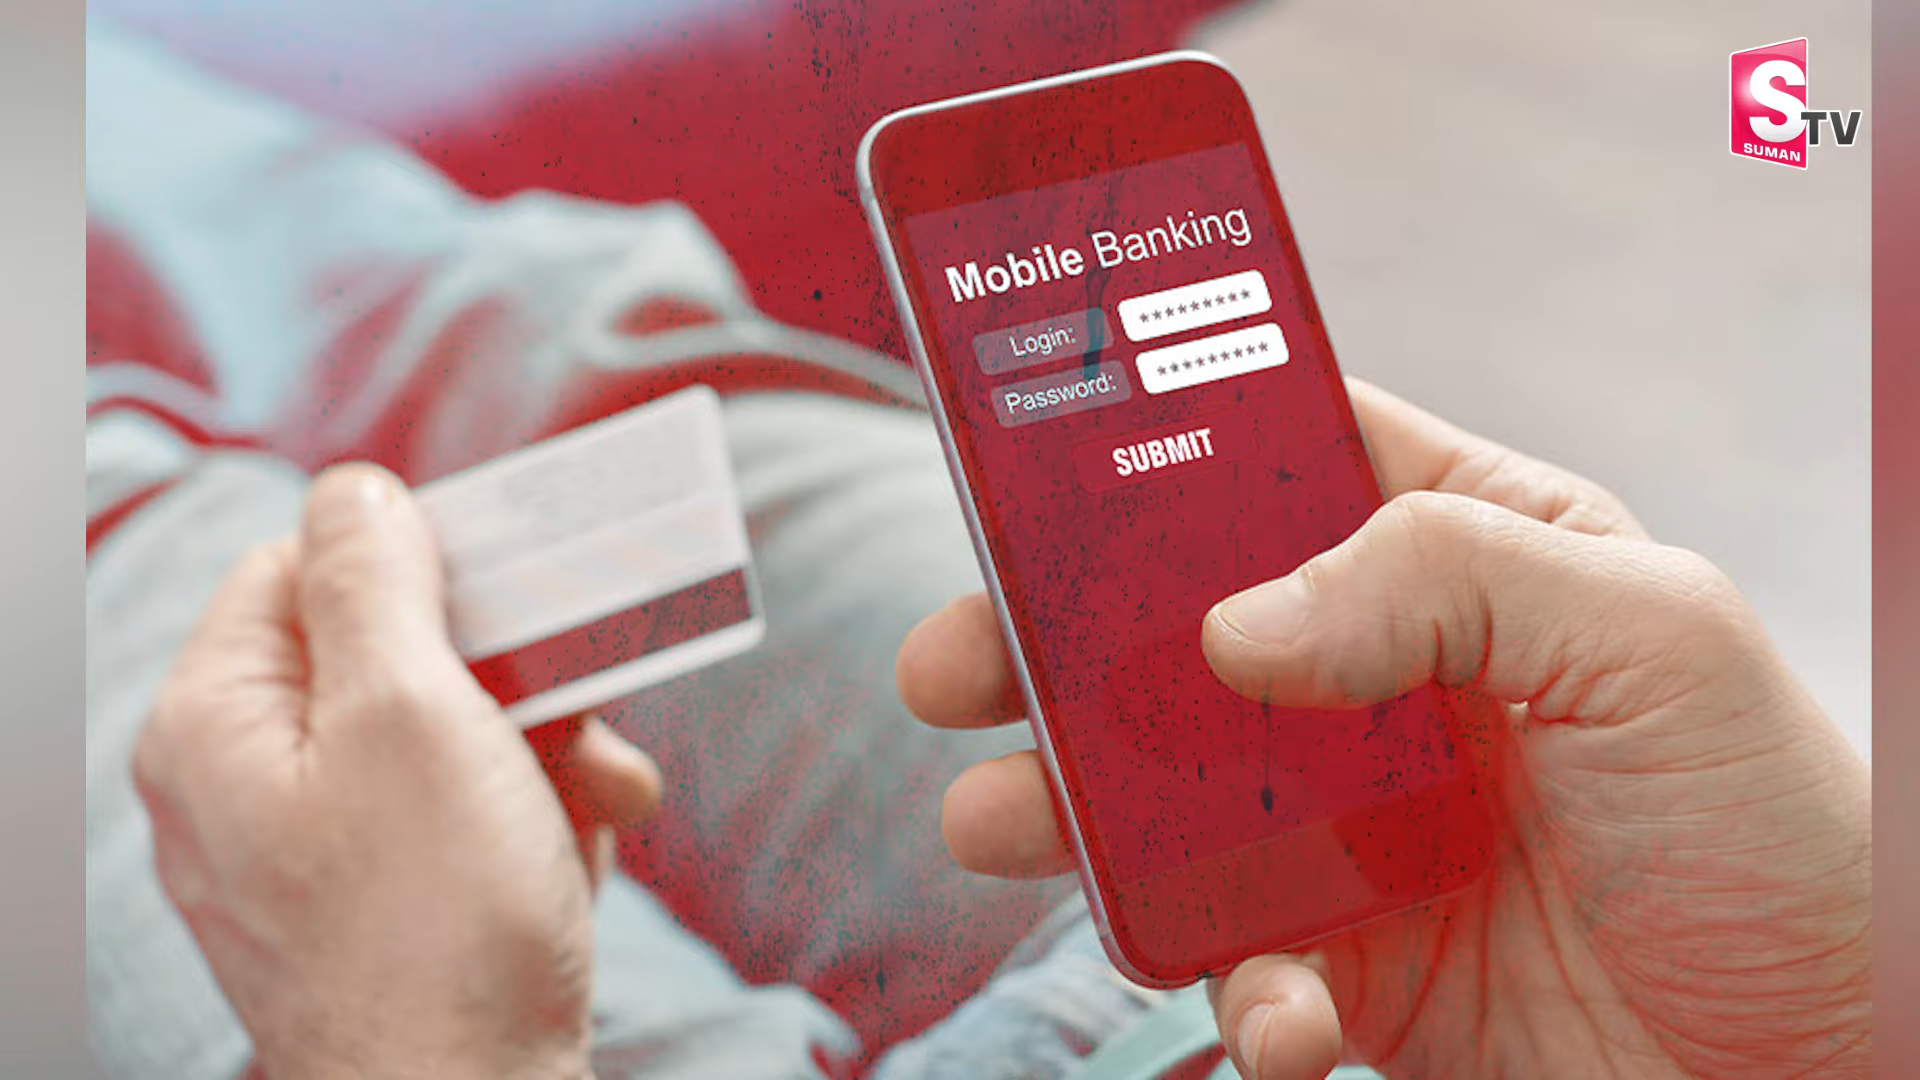 S
TV
SUMAN
Mobile Banking
Login: *********
Password: *********
SUBMIT